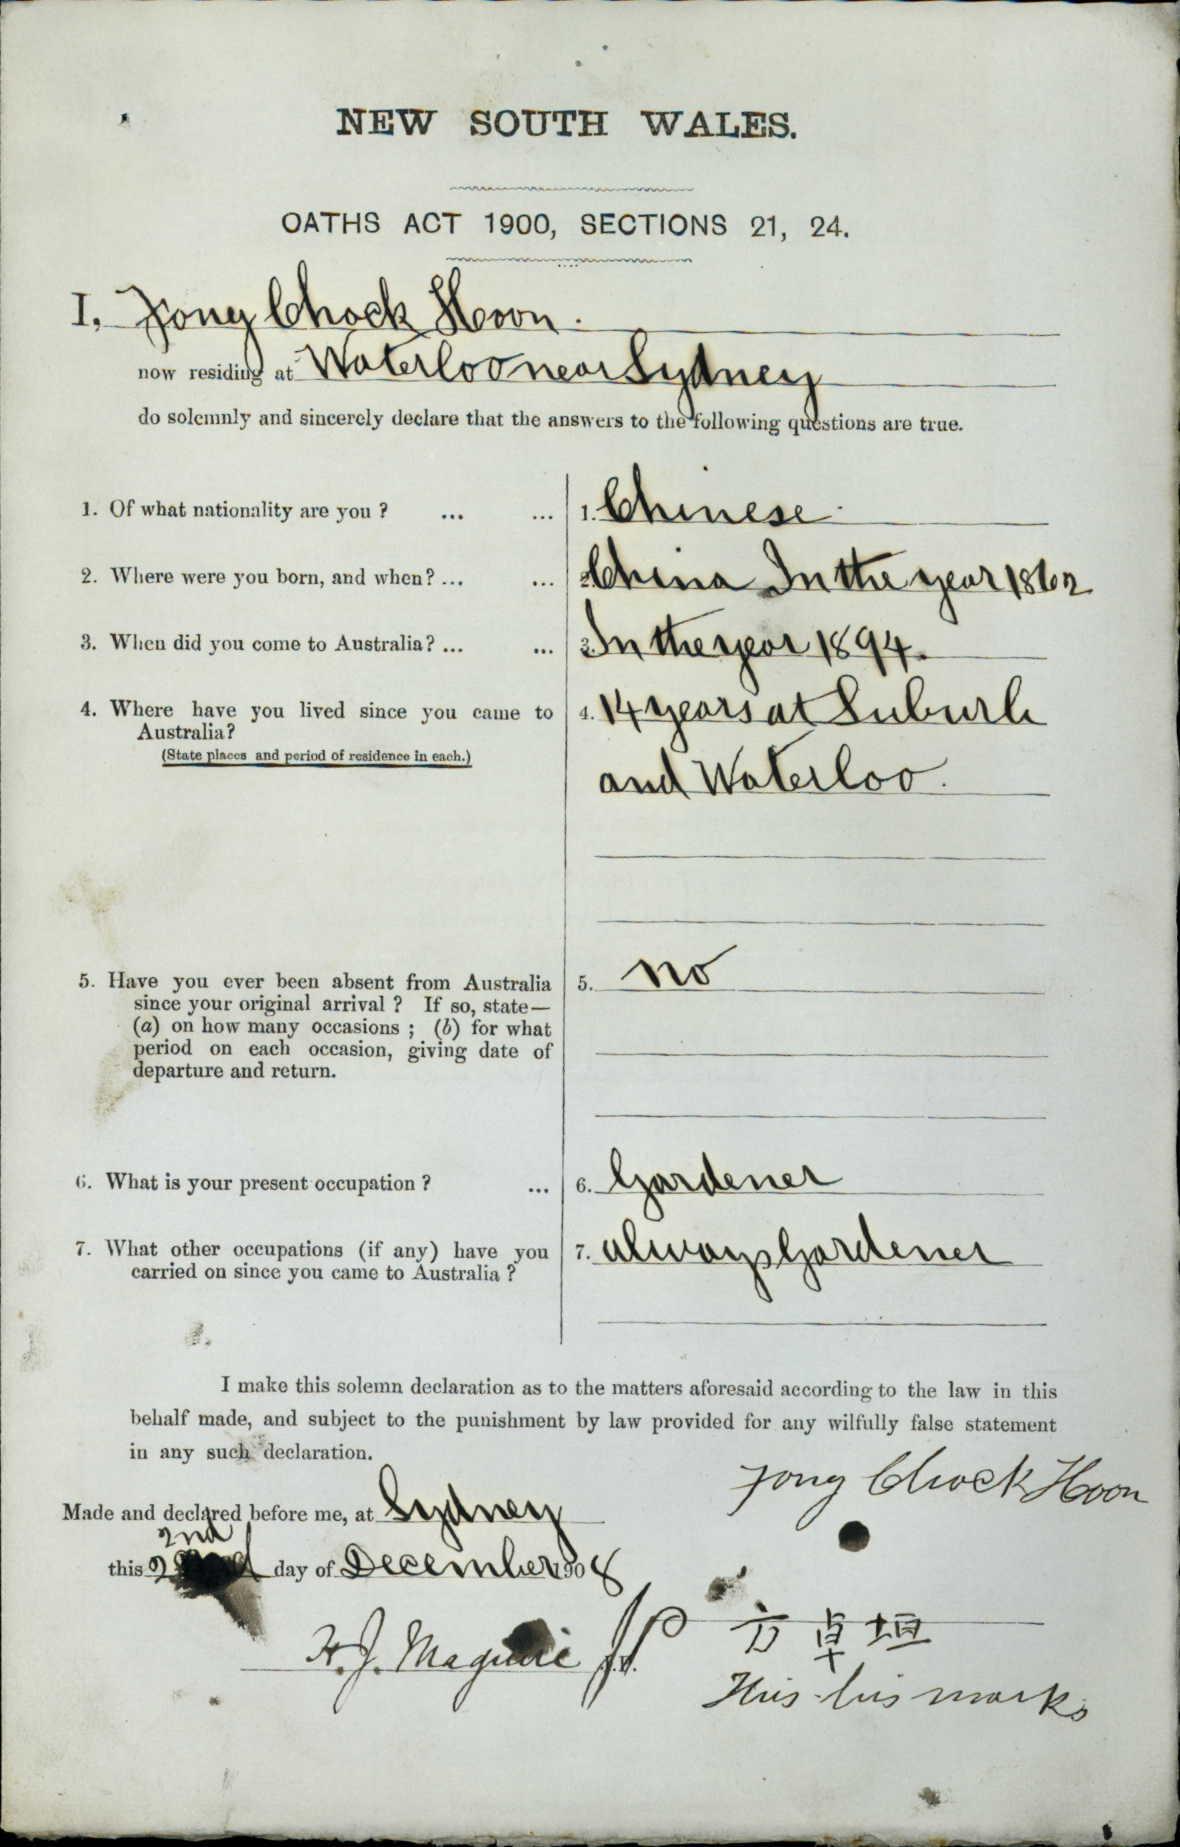 NEW SOUTH WALES.
OATHS ACT 1900, SECTIONS 21, 24.
I, Fong Chock Hoon.
now residing at Waterloo near Sydney
do solemnly and sincerely declare that the answers to the following questions are true.
1. Of what nationality are you ? ... ... 1. Chinese
2. Where were you born, and when? ... ... 2. China In the year 1862
3. When did you come to Australia? ... ... 3. In the year 1894.
4. Where have you lived since you came to 4. 14 years at Suburb
Australia?
(State places and period of residence in each.)
and Waterloo.
5. Have you ever been absent from Australia 5. no
since your original arrival ? If so, state—
(a) on how many occasions ; (b) for what
period on each occasion, giving date of
departure and return.
6. What is your present occupation ? ... 6. Gardener
7. What other occupations (if any) have you 7. always Gardener
carried on since you came to Australia ?
I make this solemn declaration as to the matters aforesaid according to the law in this
behalf made, and subject to the punishment by law provided for any wilfully false statement
in any such declaration.
Fong Chock Hoon
Made and declared before me, at Sydney
2nd
this day of December 1908
H. J. Maguire JP
J.P.
方卓垣
This his marks